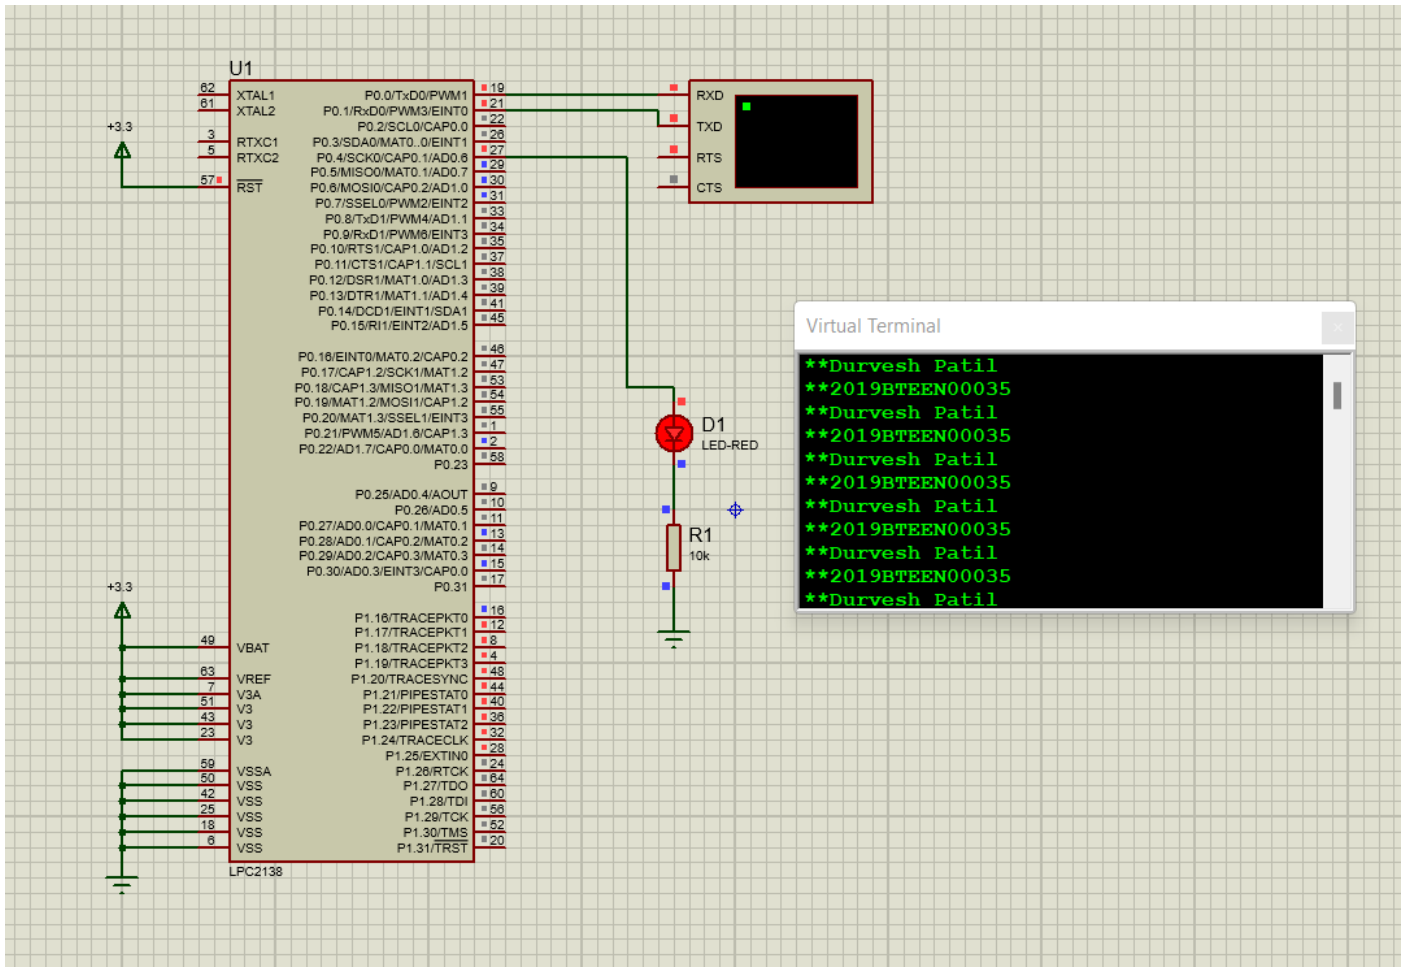 U1
62 XTAL1
61 XTAL2
3 RTXC1
5 RTXC2
+3.3
57 RST
P0.0/TxD0/PWM1 19
P0.1/RxD0/PWM3/EINT0 21
P0.2/SCL0/CAP0.0 22
P0.3/SDA0/MAT0..0/EINT1 26
P0.4/SCK0/CAP0.1/AD0.6 27
P0.5/MISO0/MAT0.1/AD0.7 29
P0.6/MOSI0/CAP0.2/AD1.0 30
P0.7/SSEL0/PWM2/EINT2 31
P0.8/TxD1/PWM4/AD1.1 33
P0.9/RxD1/PWM6/EINT3 34
P0.10/RTS1/CAP1.0/AD1.2 35
P0.11/CTS1/CAP1.1/SCL1 37
P0.12/DSR1/MAT1.0/AD1.3 38
P0.13/DTR1/MAT1.1/AD1.4 39
P0.14/DCD1/EINT1/SDA1 41
P0.15/RI1/EINT2/AD1.5 45
P0.16/EINT0/MAT0.2/CAP0.2 46
P0.17/CAP1.2/SCK1/MAT1.2 47
P0.18/CAP1.3/MISO1/MAT1.3 53
P0.19/MAT1.2/MOSI1/CAP1.2 54
P0.20/MAT1.3/SSEL1/EINT3 55
P0.21/PWM5/AD1.6/CAP1.3 1
P0.22/AD1.7/CAP0.0/MAT0.0 2
P0.23 58
P0.25/AD0.4/AOUT 9
P0.26/AD0.5 10
P0.27/AD0.0/CAP0.1/MAT0.1 11
P0.28/AD0.1/CAP0.2/MAT0.2 13
P0.29/AD0.2/CAP0.3/MAT0.3 14
P0.30/AD0.3/EINT3/CAP0.0 15
P0.31 17
P1.16/TRACEPKT0 16
P1.17/TRACEPKT1 12
P1.18/TRACEPKT2 8
P1.19/TRACEPKT3 4
P1.20/TRACESYNC 48
P1.21/PIPESTAT0 44
P1.22/PIPESTAT1 40
P1.23/PIPESTAT2 36
P1.24/TRACECLK 32
P1.25/EXTIN0 28
P1.26/RTCK 24
P1.27/TDO 64
P1.28/TDI 60
P1.29/TCK 56
P1.30/TMS 52
P1.31/TRST 20
+3.3
49 VBAT
63 VREF
7 V3A
51 V3
43 V3
23 V3
59 VSSA
50 VSS
42 VSS
25 VSS
18 VSS
6 VSS
LPC2138
RXD
TXD
RTS
CTS
D1
LED-RED
R1
10k
Virtual Terminal
**Durvesh Patil
**2019BTEEN00035
**Durvesh Patil
**2019BTEEN00035
**Durvesh Patil
**2019BTEEN00035
**Durvesh Patil
**2019BTEEN00035
**Durvesh Patil
**2019BTEEN00035
**Durvesh Patil